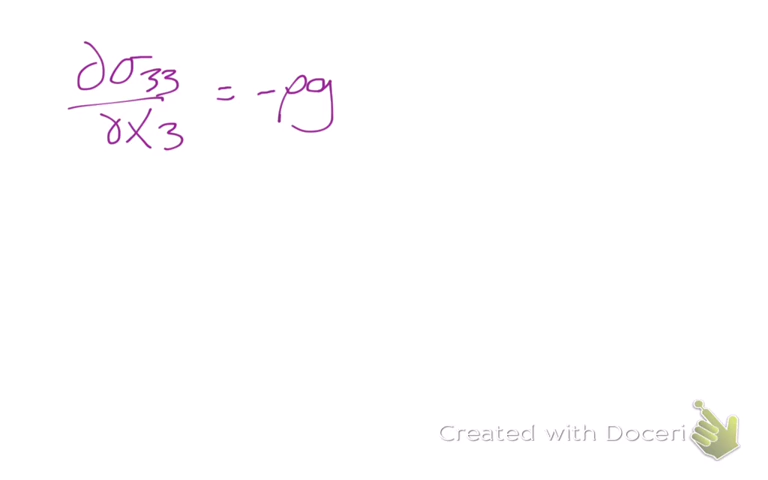 ∂σ33/∂x3 = -ρg
Created with Doceri